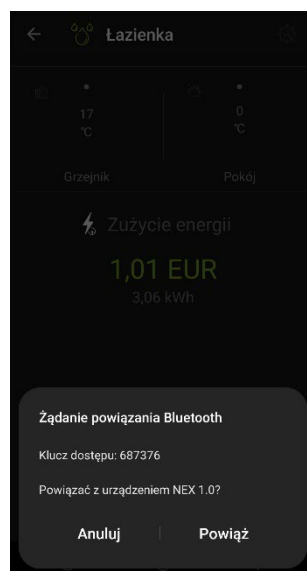 Łazienka
17
°C
0
°C
Grzejnik
Pokój
Zużycie energii
1,01 EUR
3,06 kWh
Żądanie powiązania Bluetooth
Klucz dostępu: 687376
Powiązać z urządzeniem NEX 1.0?
Anuluj
Powiąż